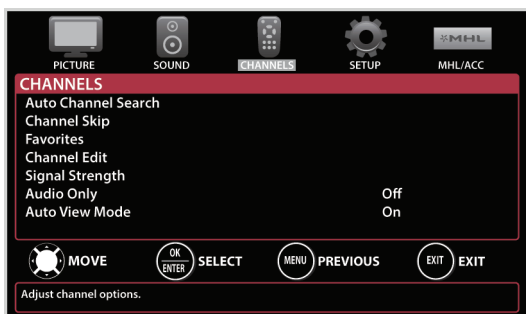 MHL
PICTURE SOUND CHANNELS SETUP MHL/ACC
CHANNELS
Auto Channel Search
Channel Skip
Favorites
Channel Edit
Signal Strength
Audio Only Off
Auto View Mode On
MOVE OK ENTER SELECT MENU PREVIOUS EXIT EXIT
Adjust channel options.